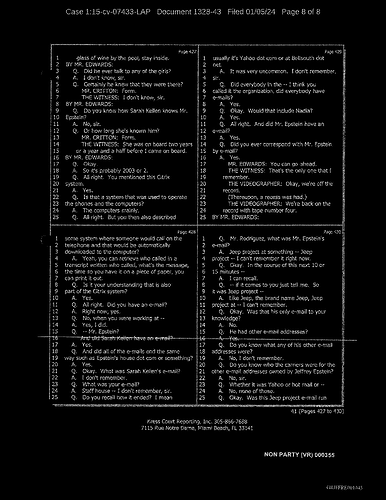 Case 1:15-cv-07433-LAP Document 1328-43 Filed 01/05/24 Page 8 of 8
Page 427
1 glass of wine by the pool, stay inside.
2 BY MR. EDWARDS:
3 Q. Did he ever talk to any of the girls?
4 A. I don't know, sir.
5 Q. Certainly he knew that they were there?
6 MR. CRITTON: Form.
7 THE WITNESS: I don't know, sir.
8 BY MR. EDWARDS:
9 Q. Do you know how Sarah Kellen knows Mr.
10 Epstein?
11 A. No, sir.
12 Q. Or how long she's known him?
13 MR. CRITTON: Form.
14 THE WITNESS: She was on board two years
15 or a year and a half before I came on board.
16 BY MR. EDWARDS:
17 Q. Okay.
18 A. So it's probably 2003 or 2.
19 Q. All right. You mentioned this Citrix
20 system.
21 A. Yes.
22 Q. Is that a system that was used to operate
23 the phones and the computers?
24 A. The computers mainly.
25 Q. All right. But you then also described
Page 428
1 some system where someone would call on the
2 telephone and that would be automatically
3 downloaded to the computer?
4 A. Yeah, you can retrieve who called in a
5 transcript written who called, what's the message,
6 the time so you have it on a piece of paper, you
7 can print it out.
8 Q. Is it your understanding that is also
9 part of the Citrix system?
10 A. Yes.
11 Q. All right. Did you have an e-mail?
12 A. Right now, yes.
13 Q. No, when you were working at --
14 A. Yes, I did.
15 Q. -- Mr. Epstein?
16 And did Sarah Kellen have an e-mail?
17 A. Yes.
18 Q. And did all of the e-mails end the same
19 way such as Epstein's house dot com or something?
20 A. Yes.
21 Q. Okay. What was Sarah Kellen's e-mail?
22 A. I don't remember.
23 Q. What was your e-mail?
24 A. Staff house -- I don't remember, sir.
25 Q. Do you recall how it ended? I mean
Page 429
1 usually it's Yahoo dot com or at Bellsouth dot
2 net.
3 A. It was very uncommon. I don't remember,
4 sir.
5 Q. Did everybody in the -- I think you
6 called it the organization, did everybody have
7 e-mails?
8 A. Yes.
9 Q. Okay. Would that include Nadia?
10 A. Yes.
11 Q. All right. And did Mr. Epstein have an
12 e-mail?
13 A. Yes.
14 Q. Did you ever correspond with Mr. Epstein
15 by e-mail?
16 A. Yes.
17 MR. EDWARDS: You can go ahead.
18 THE WITNESS: That's the only one that I
19 remember.
20 THE VIDEOGRAPHER: Okay, we're off the
21 record.
22 (Thereupon, a recess was had.)
23 THE VIDEOGRAPHER: We're back on the
24 record with tape number four.
25 BY MR. EDWARDS:
Page 430
1 Q. Mr. Rodriguez, what was Mr. Epstein's
2 e-mail?
3 A. Jeep project at something -- Jeep
4 project -- I can't remember it right now.
5 Q. Okay. In the course of this next 10 or
6 15 minutes --
7 A. I can recall.
8 Q. -- if it comes to you just tell me. So
9 it was Jeep project --
10 A. Like Jeep, the brand name Jeep, Jeep
11 project at -- I can't remember.
12 Q. Okay. Was that his only e-mail to your
13 knowledge?
14 A. No.
15 Q. He had other e-mail addresses?
16 A. Yes.
17 Q. Do you know what any of his other e-mail
18 addresses were?
19 A. No, I don't remember.
20 Q. Do you know who the carriers were for the
21 other e-mail addresses owned by Jeffrey Epstein?
22 A. No, sir.
23 Q. Whether it was Yahoo or hot mail or --
24 A. No, none of those.
25 Q. Okay. Was this Jeep project e-mail run
41 (Pages 427 to 430)
Kress Court Reporting, Inc. 305-866-7688
7115 Rue Notre Dame, Miami Beach, FL 33141
NON PARTY (VR) 000355